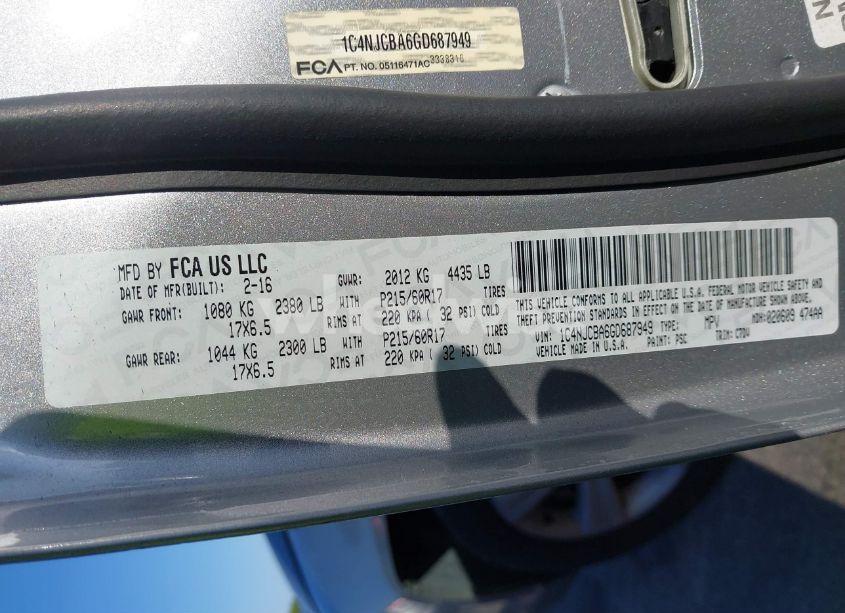 1C4NJCBA6GD687949
FCA PT. NO. 05116471AC
MFD BY FCA US LLC
DATE OF MFR(BUILT): 2-16 GVWR: 2012 KG 4435 LB
GAWR FRONT: 1080 KG 2380 LB WITH P215/60R17 TIRES
17X6.5 RIMS AT 220 KPA ( 32 PSI) COLD
GAWR REAR: 1044 KG 2300 LB WITH P215/60R17 TIRES
17X6.5 RIMS AT 220 KPA ( 32 PSI) COLD
THIS VEHICLE CONFORMS TO ALL APPLICABLE U.S.A. FEDERAL MOTOR VEHICLE SAFETY AND
THEFT PREVENTION STANDARDS IN EFFECT ON THE DATE OF MANUFACTURE SHOWN ABOVE.
VIN: 1C4NJCBA6GD687949 TYPE: MPV MDH:020609 474AA
VEHICLE MADE IN U.S.A. PAINT: PSC TRIM: